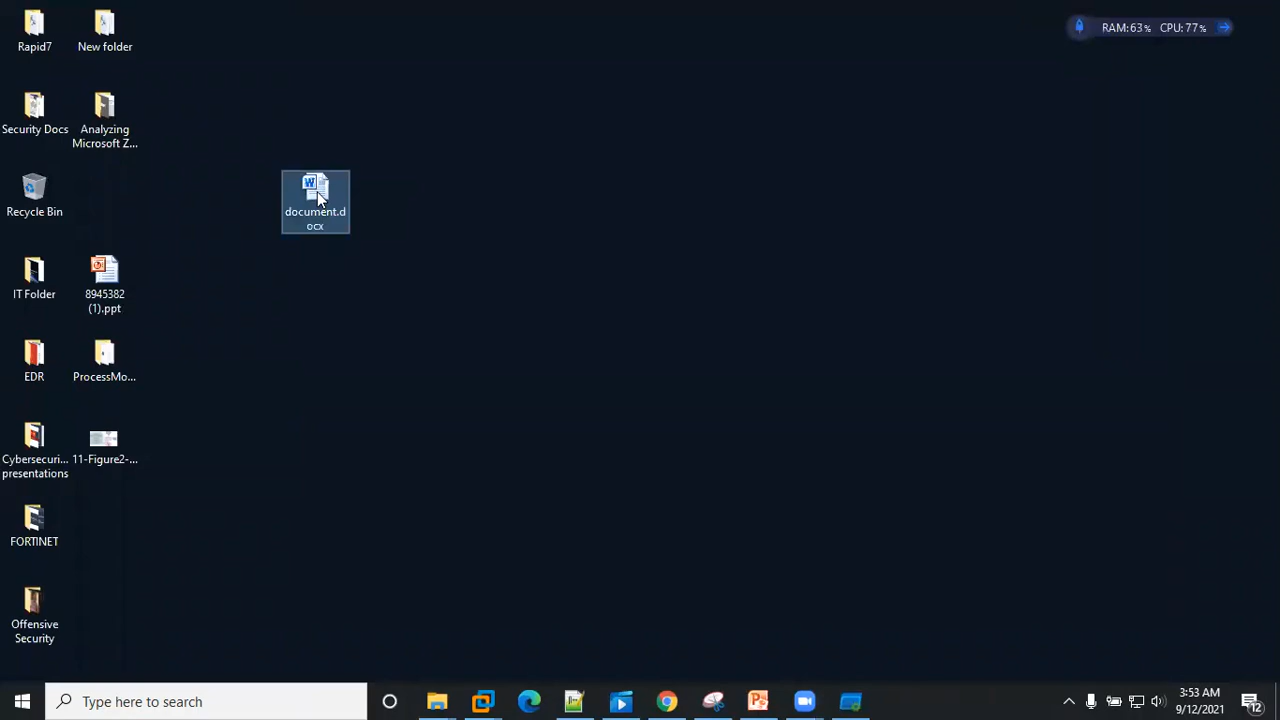 Rapid7
New folder
RAM:63% CPU:77%
Security Docs
Analyzing
Microsoft Z...
Recycle Bin
document.d
ocx
IT Folder
8945382
(1).ppt
EDR
ProcessMo...
Cybersecuri...
presentations
11-Figure2-...
FORTINET
Offensive
Security
Type here to search
3:53 AM
9/12/2021
12